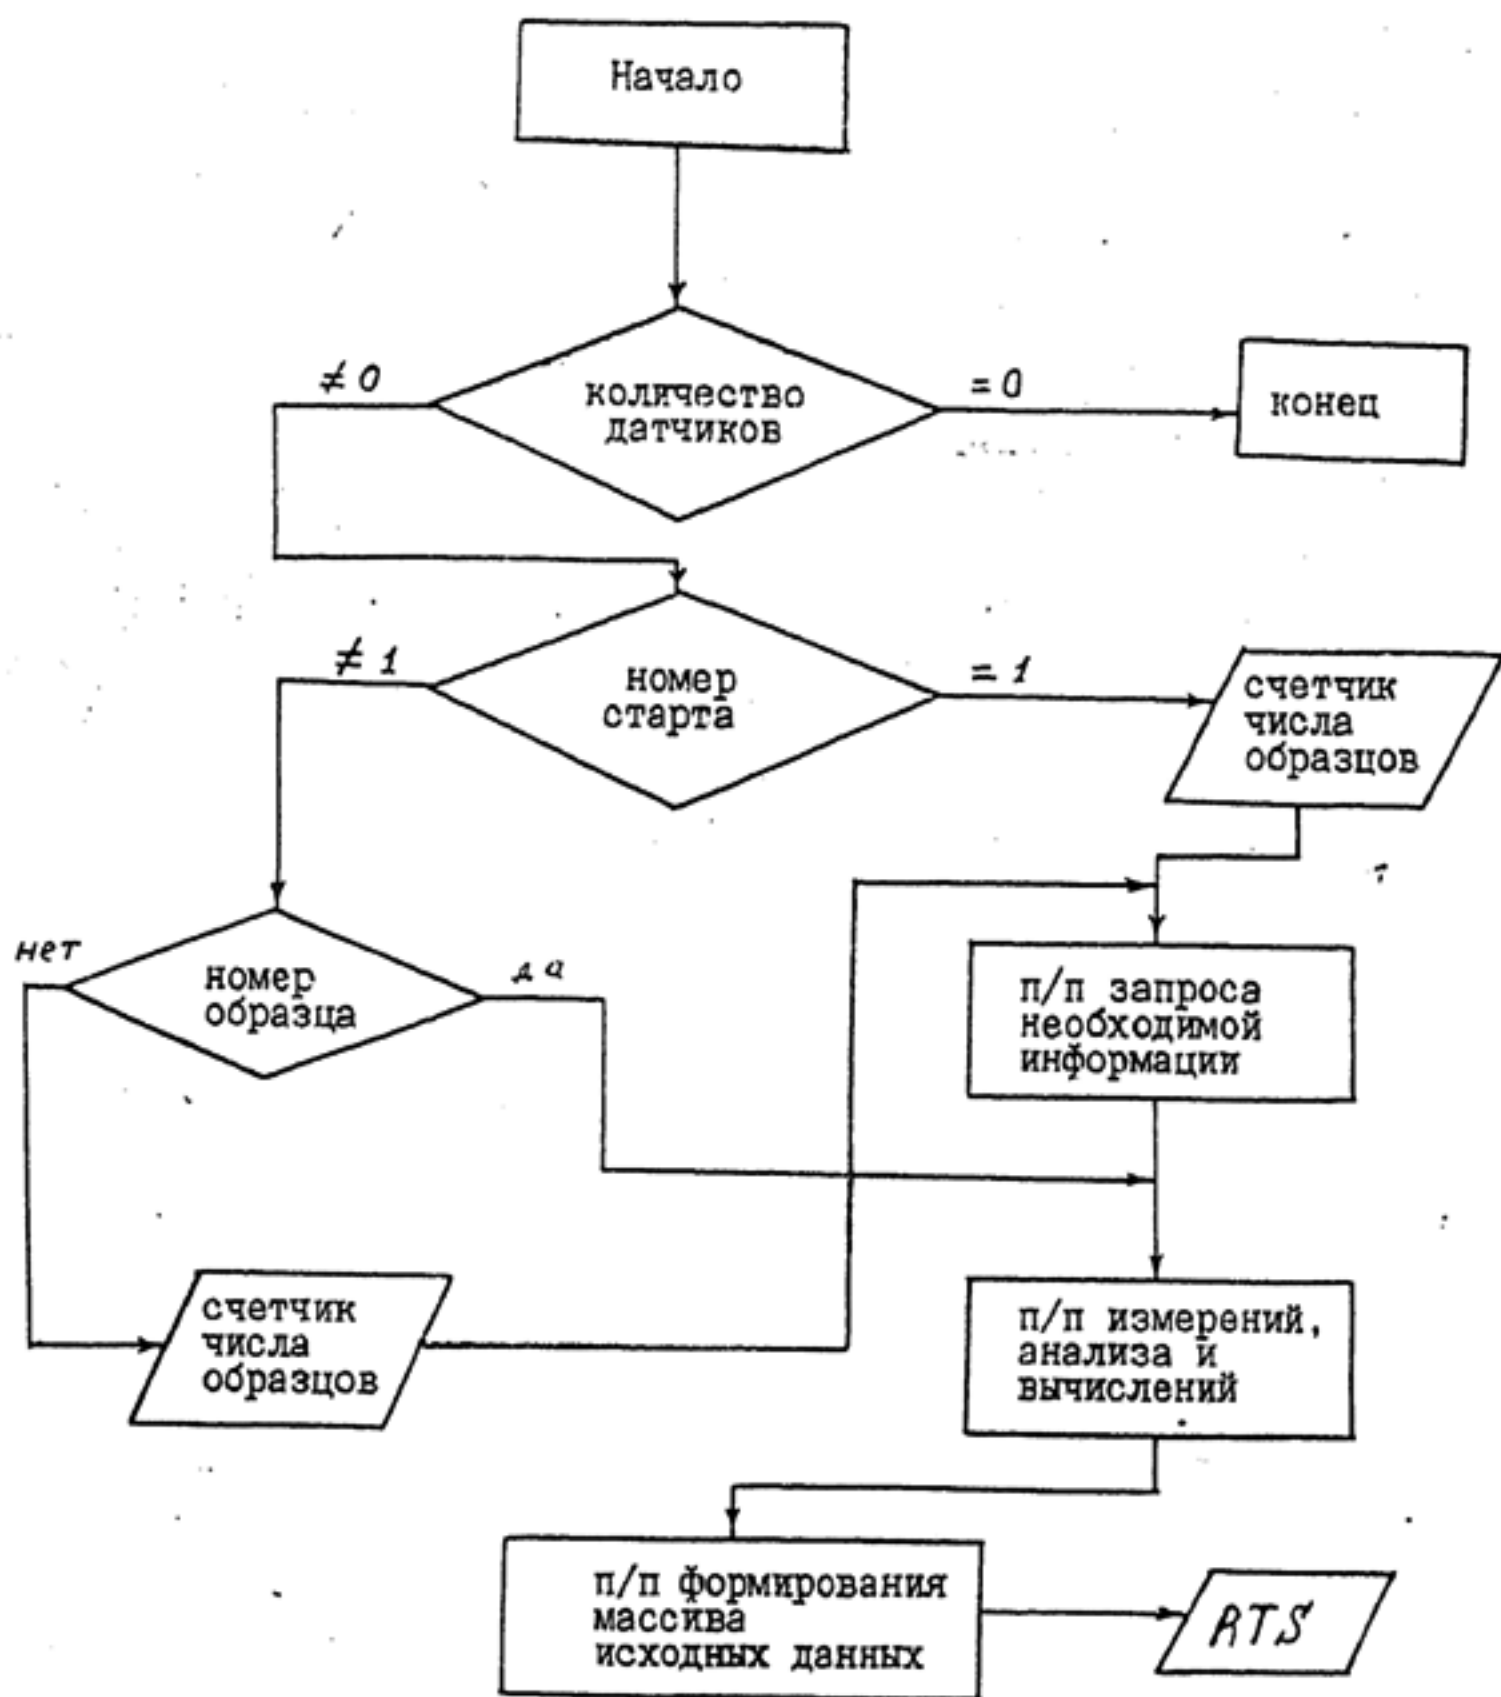 Начало
≠ 0
количество
датчиков
= 0
конец
≠ 1
номер
старта
= 1
счетчик
числа
образцов
нет
номер
образца
да
п/п запроса
необходимой
информации
счетчик
числа
образцов
п/п измерений,
анализа и
вычислений
п/п формирования
массива
исходных данных
RTS